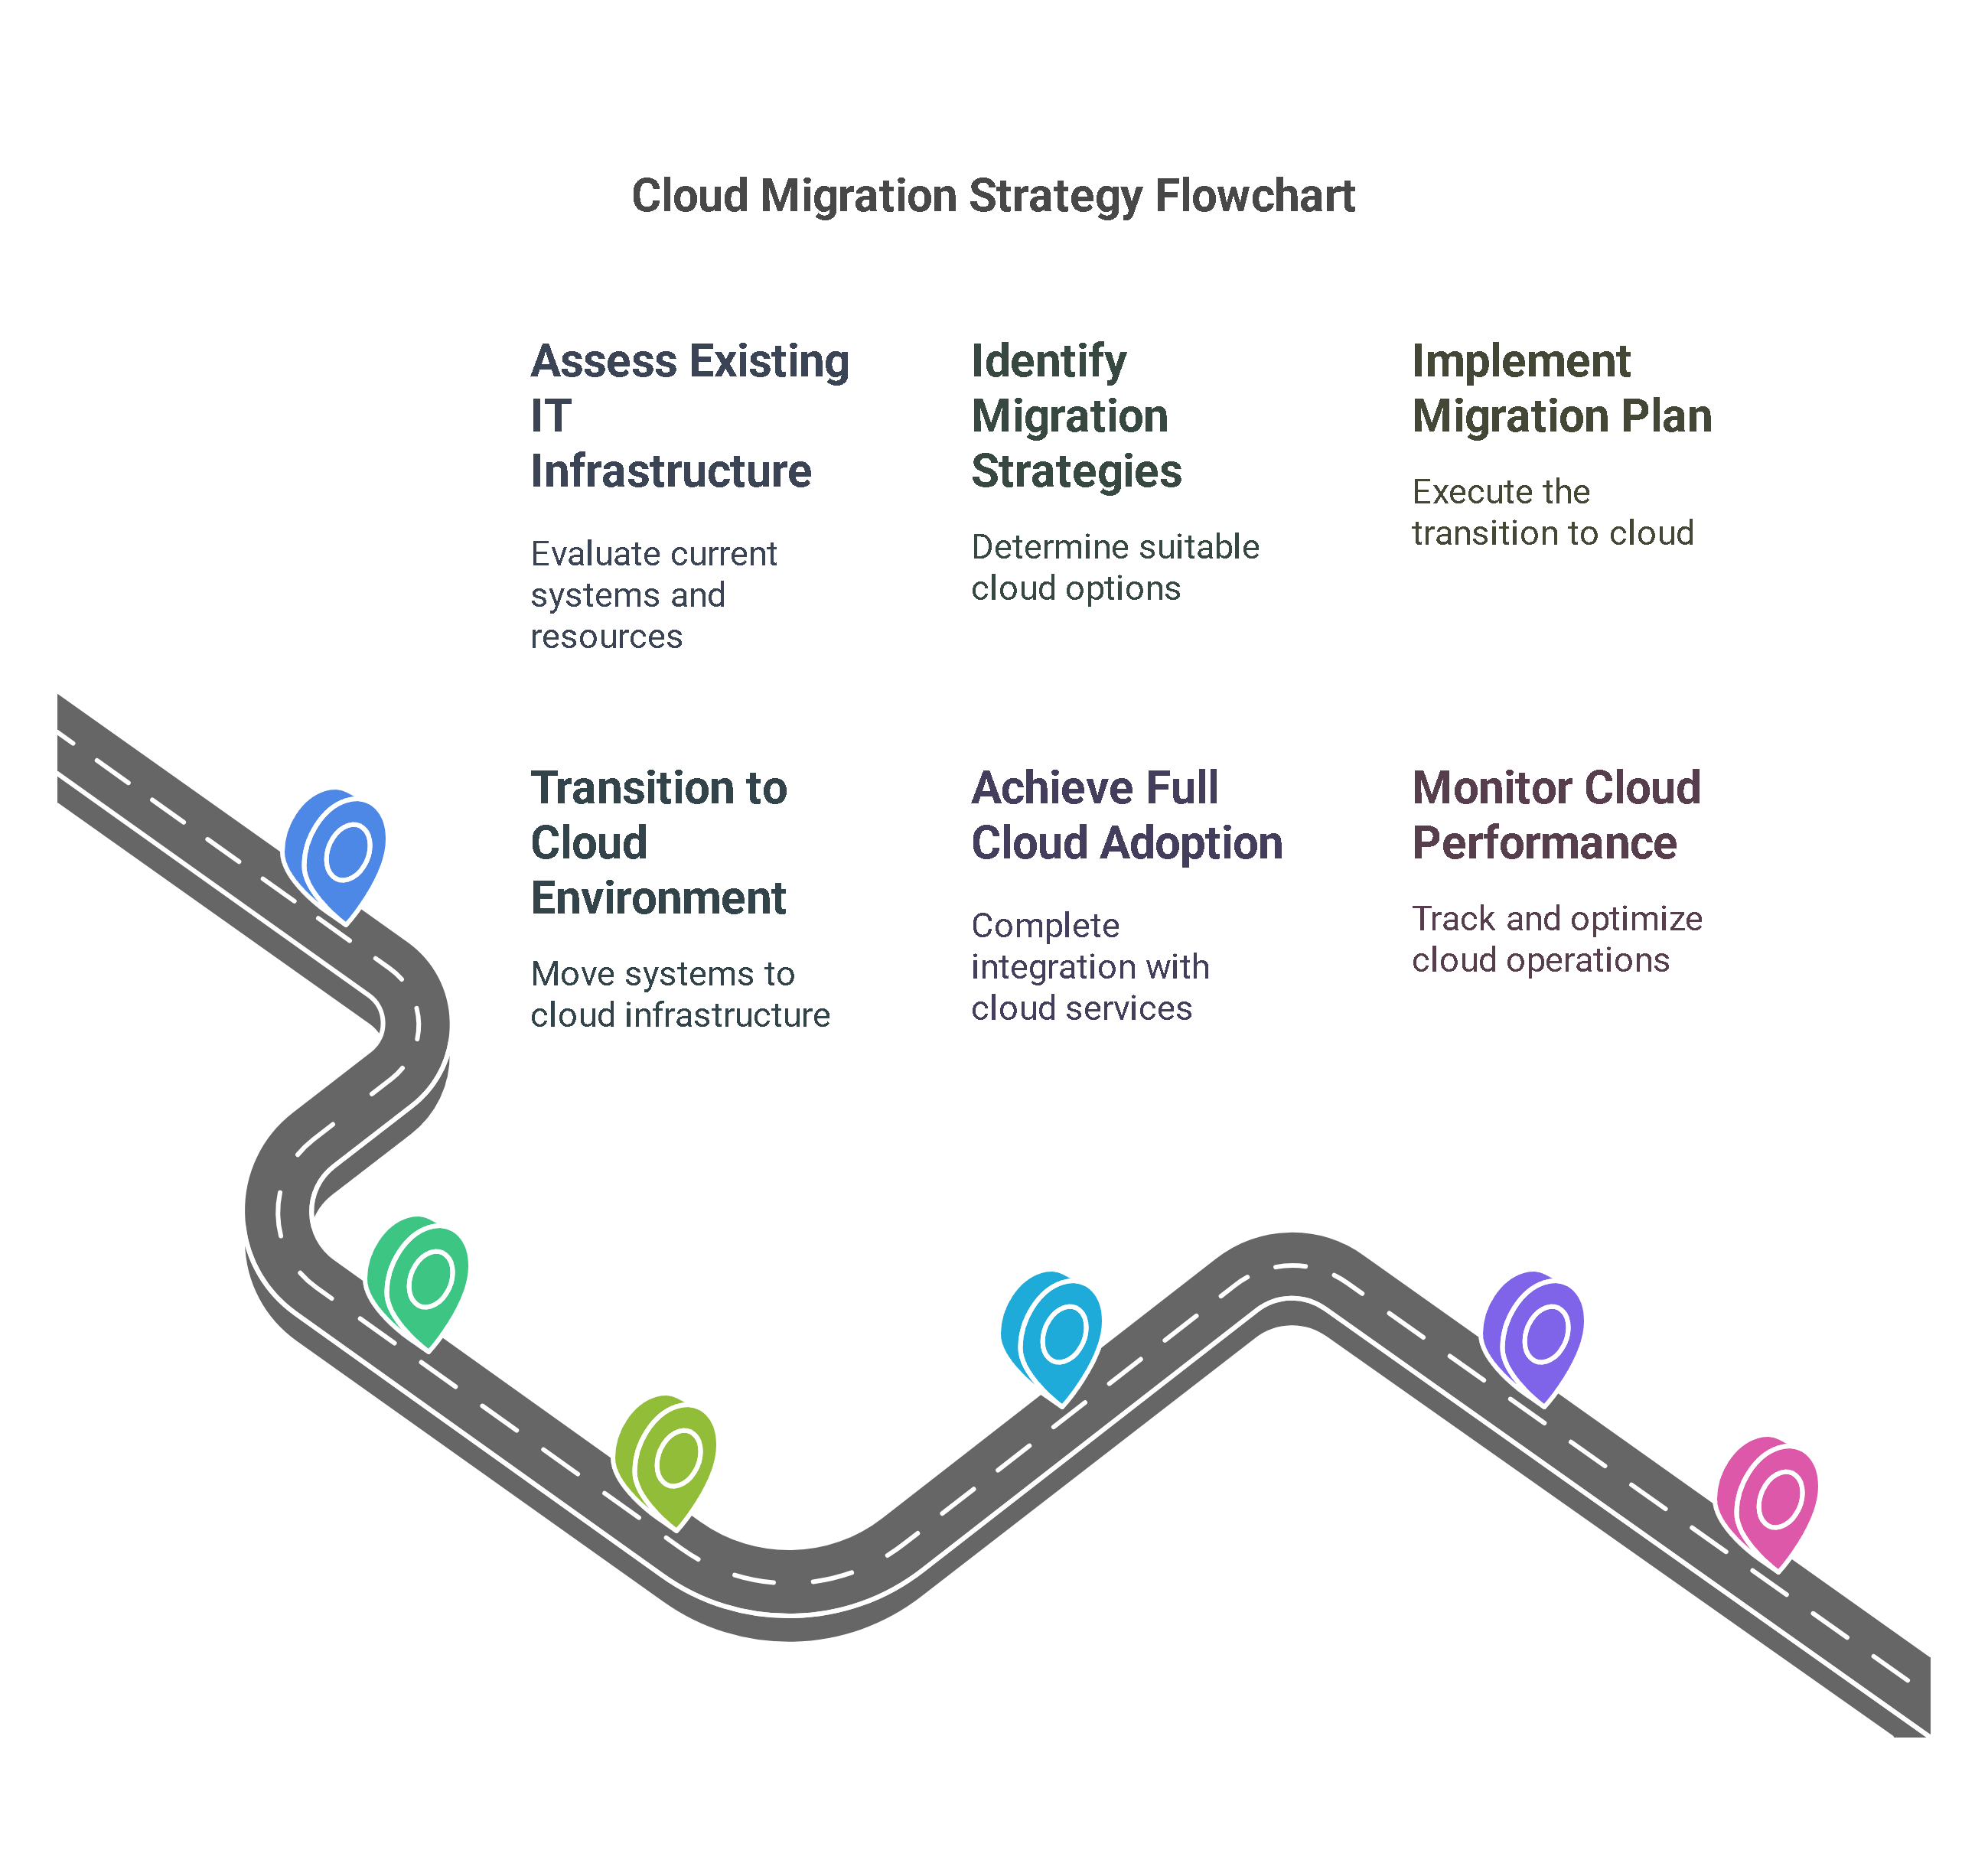 Cloud Migration Strategy Flowchart
Assess Existing
IT
Infrastructure
Evaluate current
systems and
resources
Identify
Migration
Strategies
Determine suitable
cloud options
Implement
Migration Plan
Execute the
transition to cloud
Transition to
Cloud
Environment
Move systems to
cloud infrastructure
Achieve Full
Cloud Adoption
Complete
integration with
cloud services
Monitor Cloud
Performance
Track and optimize
cloud operations